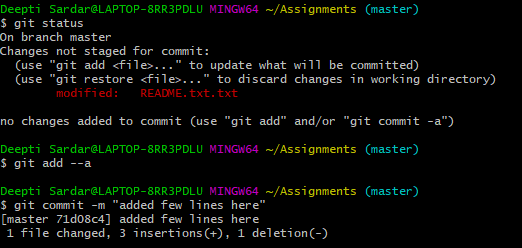 Deepti Sardar@LAPTOP-8RR3PDLU MINGW64 ~/Assignments (master)
$ git status
On branch master
Changes not staged for commit:
  (use "git add <file>..." to update what will be committed)
  (use "git restore <file>..." to discard changes in working directory)
        modified:   README.txt.txt

no changes added to commit (use "git add" and/or "git commit -a")

Deepti Sardar@LAPTOP-8RR3PDLU MINGW64 ~/Assignments (master)
$ git add --a

Deepti Sardar@LAPTOP-8RR3PDLU MINGW64 ~/Assignments (master)
$ git commit -m "added few lines here"
[master 71d08c4] added few lines here
 1 file changed, 3 insertions(+), 1 deletion(-)